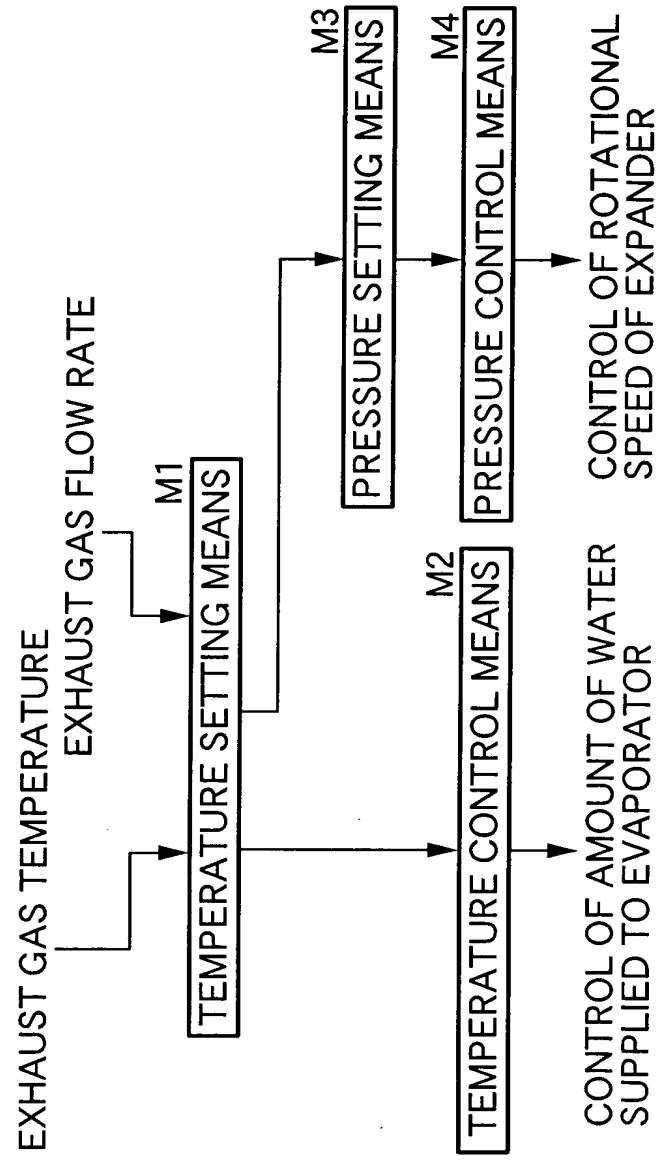 EXHAUST GAS TEMPERATURE
EXHAUST GAS FLOW RATE
M1
TEMPERATURE SETTING MEANS
M3
PRESSURE SETTING MEANS
M2
TEMPERATURE CONTROL MEANS
M4
PRESSURE CONTROL MEANS
CONTROL OF AMOUNT OF WATER
SUPPLIED TO EVAPORATOR
CONTROL OF ROTATIONAL
SPEED OF EXPANDER